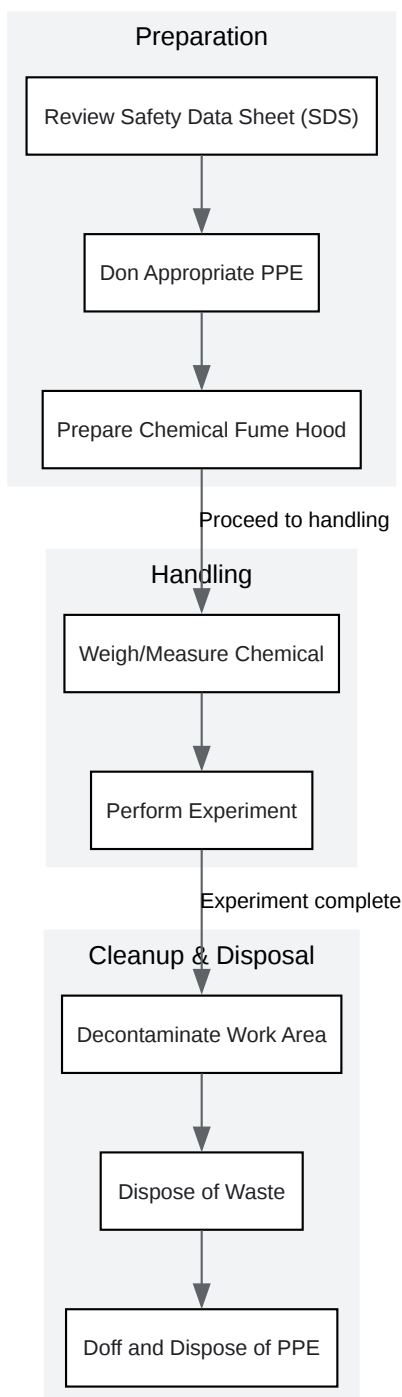 Preparation
Review Safety Data Sheet (SDS)
Don Appropriate PPE
Prepare Chemical Fume Hood
Proceed to handling
Handling
Weigh/Measure Chemical
Perform Experiment
Experiment complete
Cleanup & Disposal
Decontaminate Work Area
Dispose of Waste
Doff and Dispose of PPE